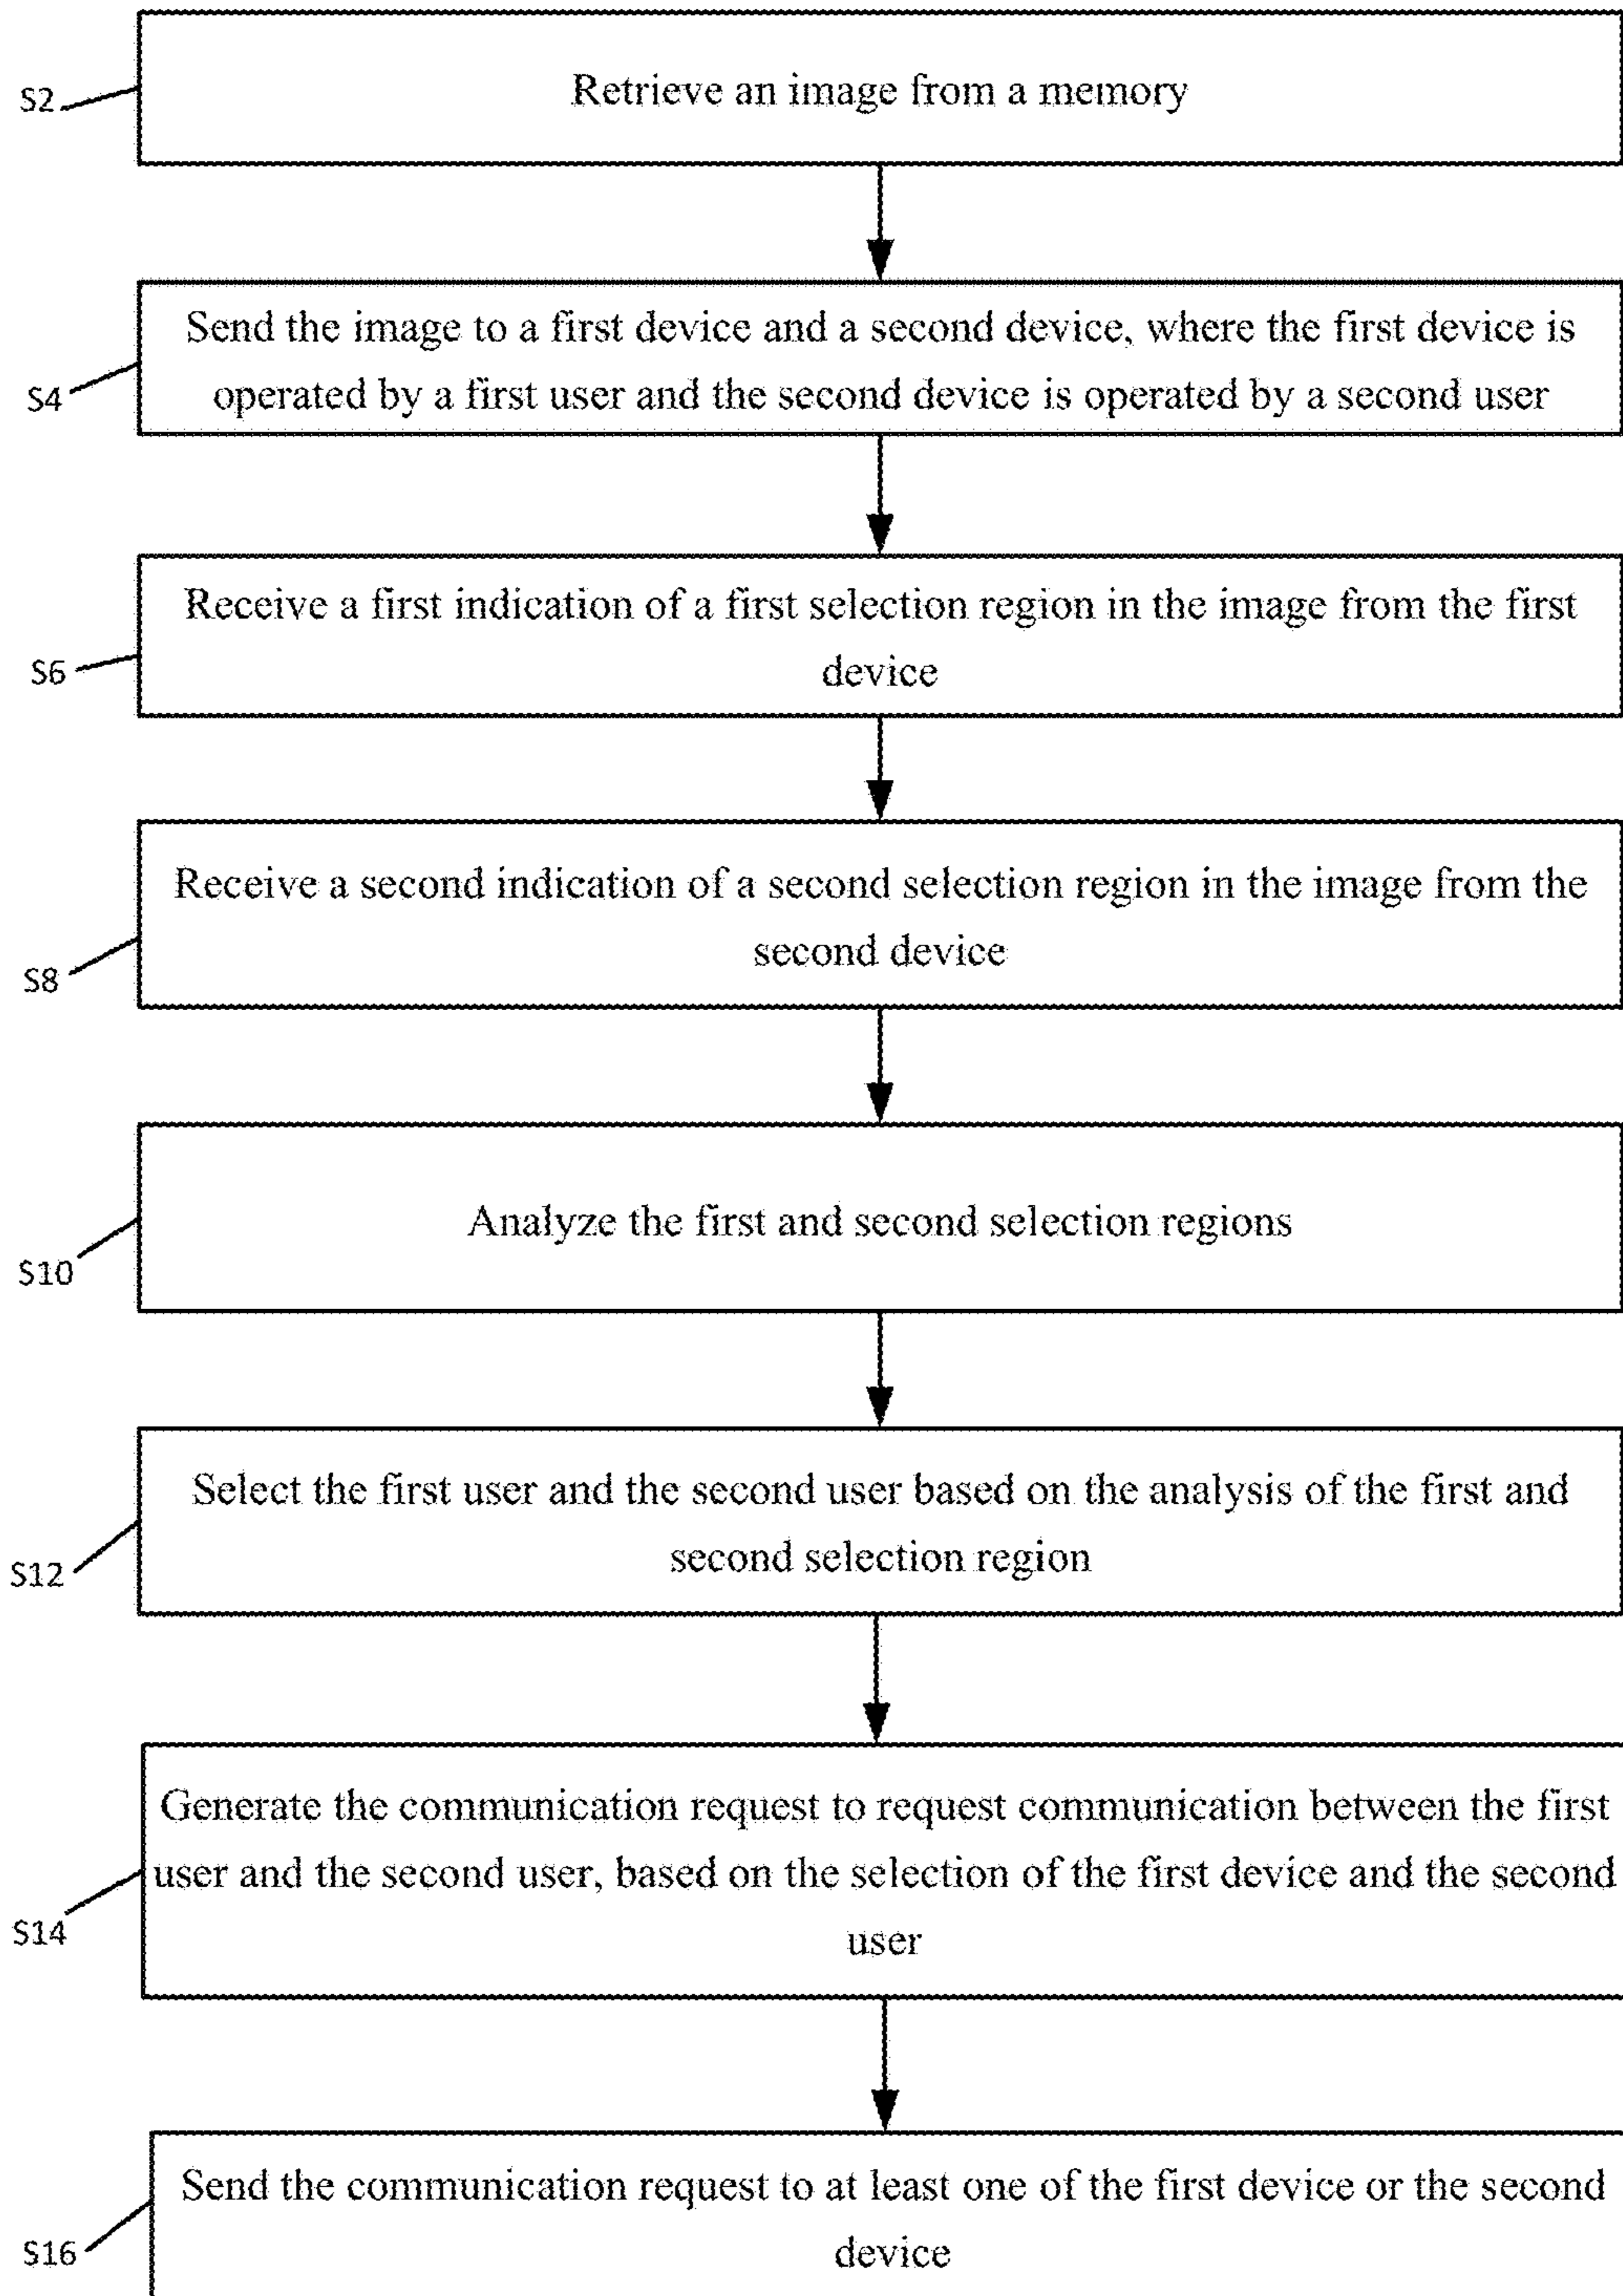 S2
Retrieve an image from a memory
S4
Send the image to a first device and a second device, where the first device is
operated by a first user and the second device is operated by a second user
S6
Receive a first indication of a first selection region in the image from the first
device
S8
Receive a second indication of a second selection region in the image from the
second device
S10
Analyze the first and second selection regions
S12
Select the first user and the second user based on the analysis of the first and
second selection region
S14
Generate the communication request to request communication between the first
user and the second user, based on the selection of the first device and the second
user
S16
Send the communication request to at least one of the first device or the second
device